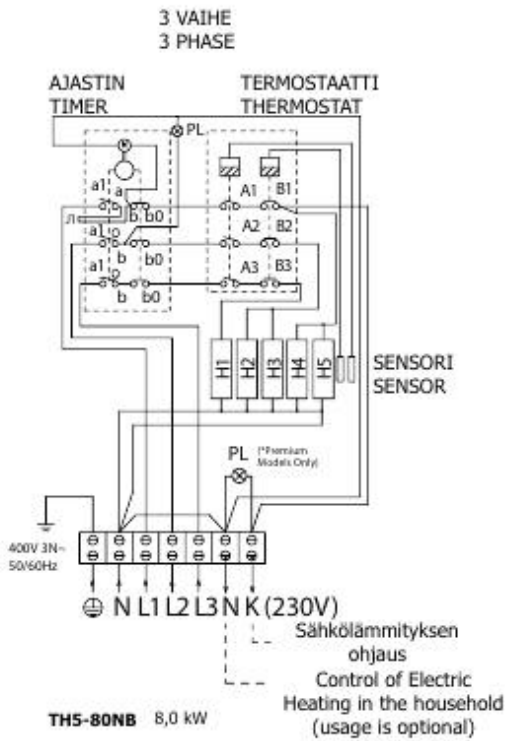 3 VAIHE
3 PHASE
AJASTIN
TIMER
TERMOSTAATTI
THERMOSTAT
PL
a1 a
b b0
A1 B1
a1
b b0
A2 B2
a1
b b0
A3 B3
H1 H2 H3 H4 H5
SENSORI
SENSOR
PL
(*Premium
Models Only)
400V 3N~
50/60Hz
N L1 L2 L3 N K (230V)
Sähkölämmityksen
ohjaus
Control of Electric
Heating in the household
(usage is optional)
TH5-80NB 8,0 kW